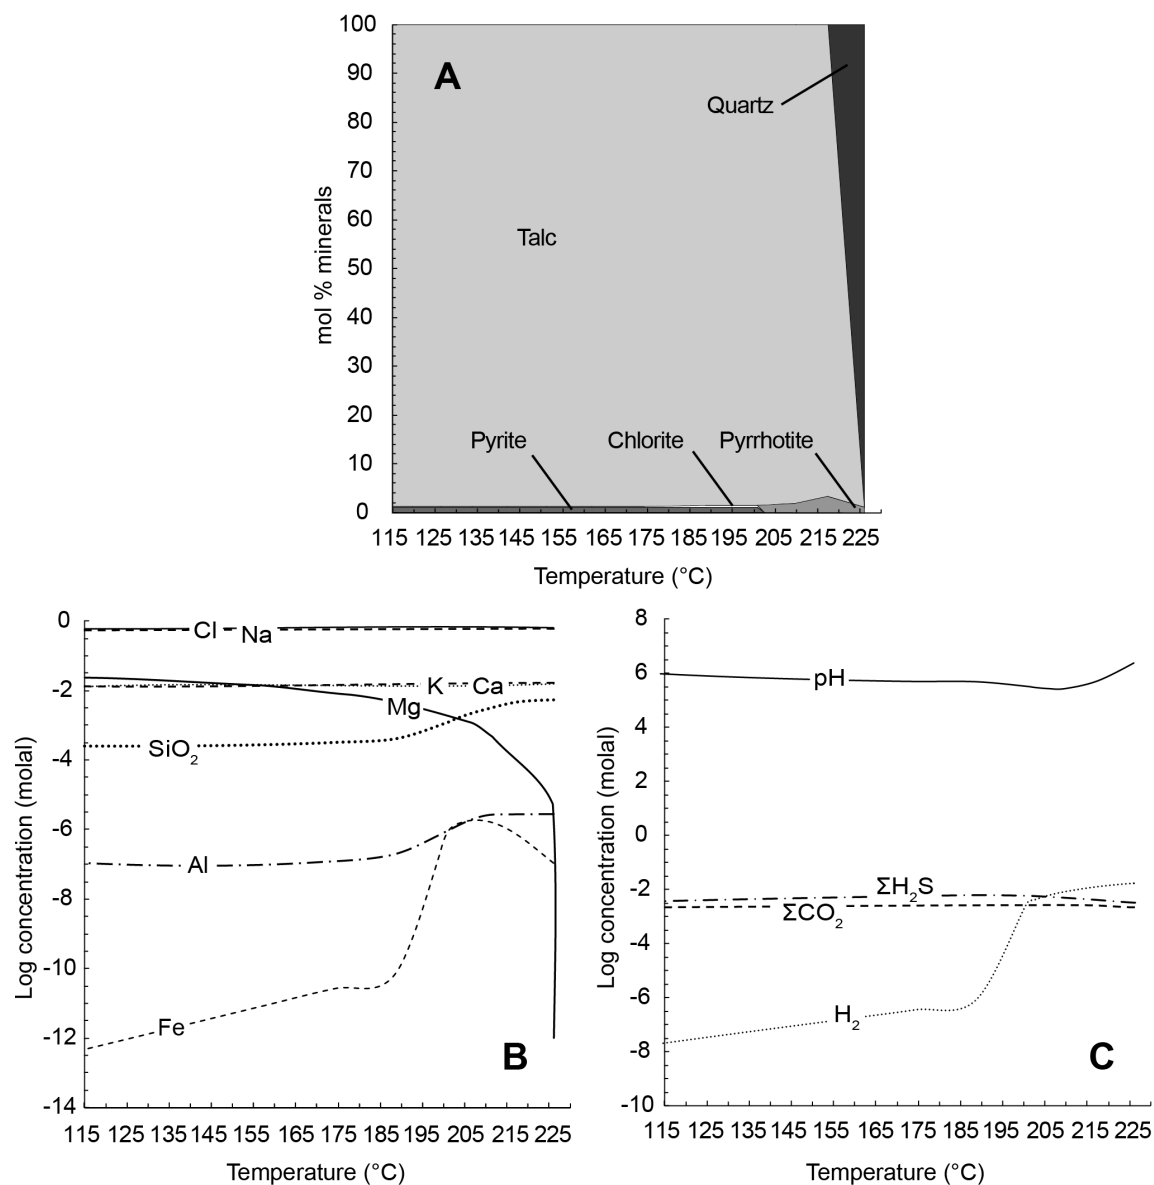 A
mol % minerals
100
90
80
70
60
50
40
30
20
10
0
Quartz
Talc
Pyrite
Chlorite
Pyrrhotite
115 125 135 145 155 165 175 185 195 205 215 225
Temperature (°C)
B
Log concentration (molal)
0
-2
-4
-6
-8
-10
-12
-14
Cl
Na
K
Ca
Mg
SiO2
Al
Fe
115 125 135 145 155 165 175 185 195 205 215 225
Temperature (°C)
C
Log concentration (molal)
8
6
4
2
0
-2
-4
-6
-8
-10
pH
ΣH2S
ΣCO2
H2
115 125 135 145 155 165 175 185 195 205 215 225
Temperature (°C)